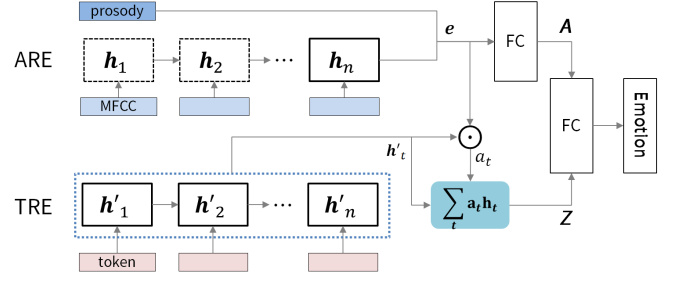 prosody
ARE
h₁
h₂
...
hₙ
e
FC
A
MFCC
FC
Emotion
h'ₜ
aₜ
TRE
h'₁
h'₂
...
h'ₙ
∑ₜ aₜhₜ
Z
token